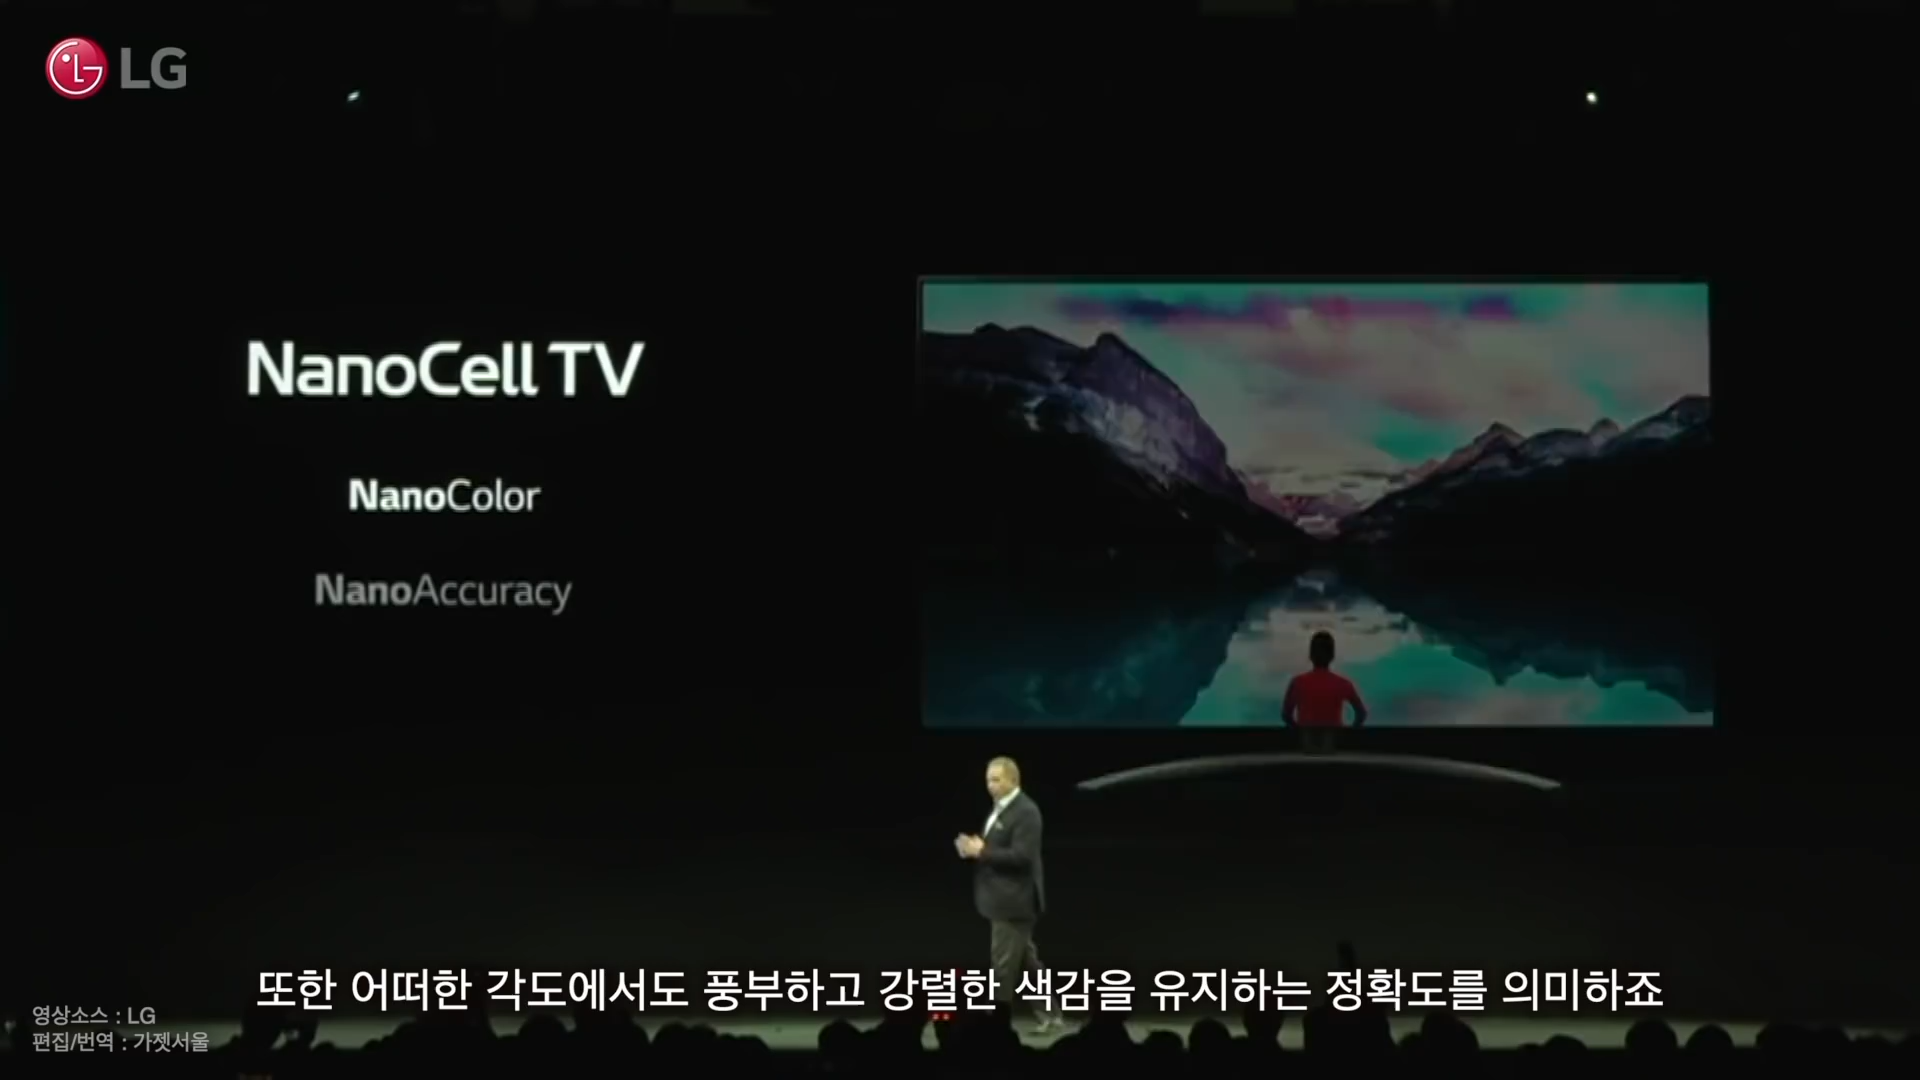 LG
NanoCell TV
NanoColor
NanoAccuracy
또한 어떠한 각도에서도 풍부하고 강렬한 색감을 유지하는 정확도를 의미하죠
영상소스 : LG
편집/번역 : 가젯서울